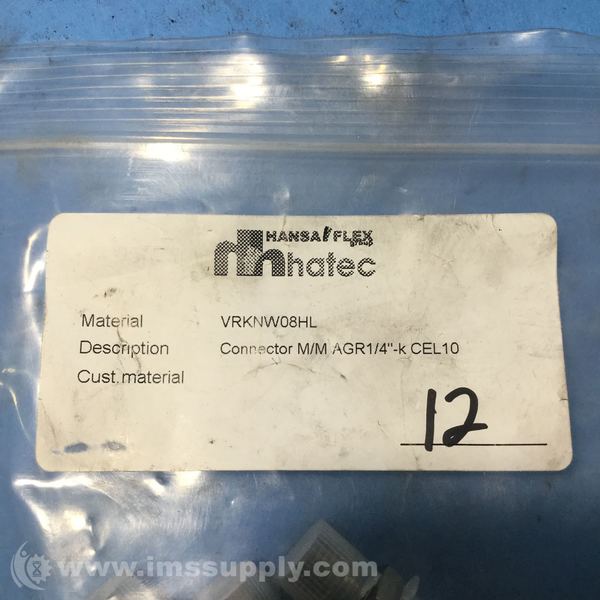 HANSA FLEX
hatec
Material VRKNW08HL
Description Connector M/M AGR1/4"-k CEL10
Cust.material
12
www.imssupply.com